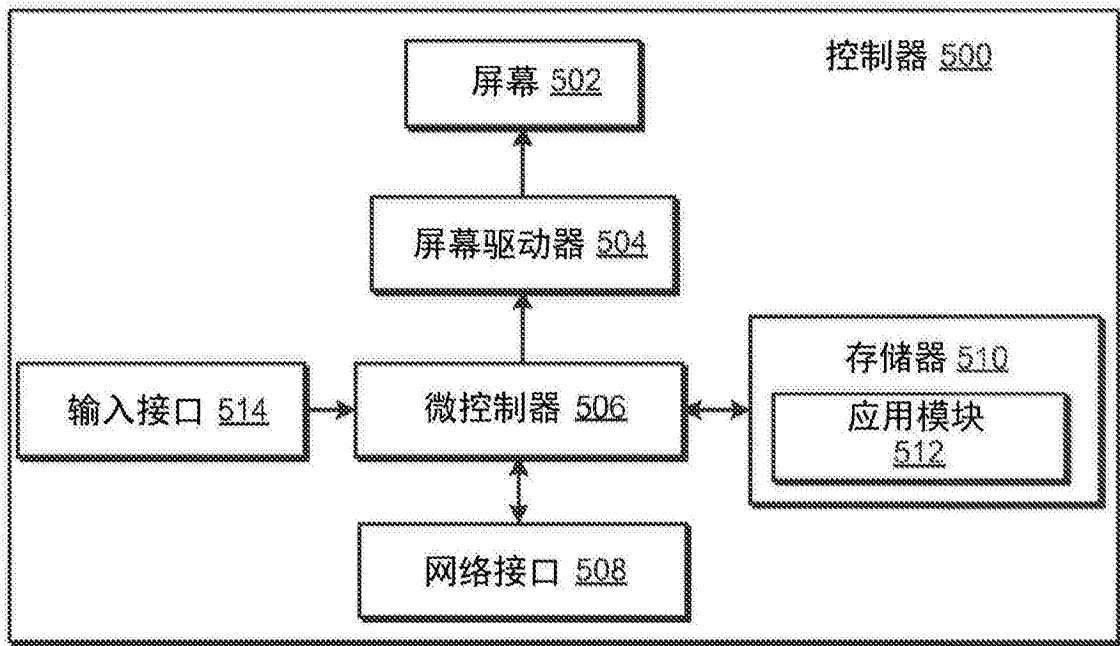 控制器 500
屏幕 502
屏幕驱动器 504
存储器 510
输入接口 514
微控制器 506
应用模块
512
网络接口 508